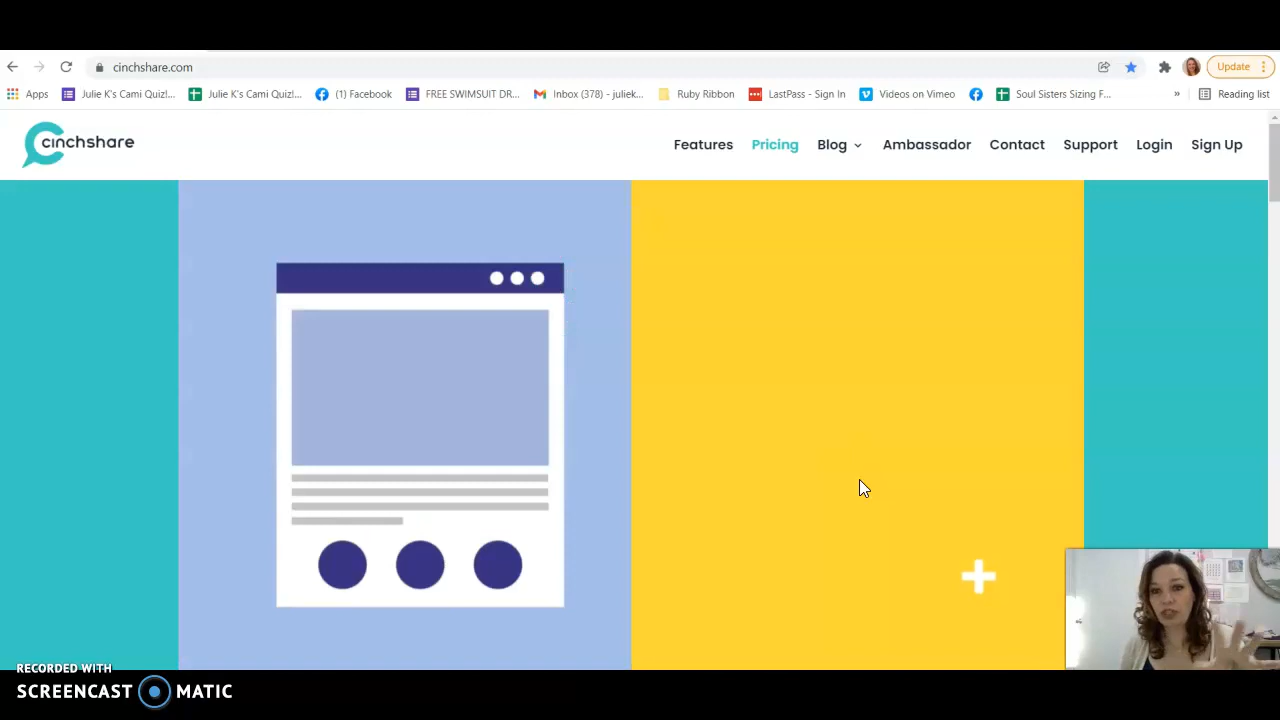 cinchshare.com
Update
Apps
Julie K's Cami Quiz!...
Julie K's Cami Quiz!...
(1) Facebook
FREE SWIMSUIT DR...
Inbox (378) - juliek...
Ruby Ribbon
LastPass - Sign In
Videos on Vimeo
Soul Sisters Sizing F...
»
Reading list
cinchshare
Features
Pricing
Blog
Ambassador
Contact
Support
Login
Sign Up
RECORDED WITH
SCREENCAST MATIC